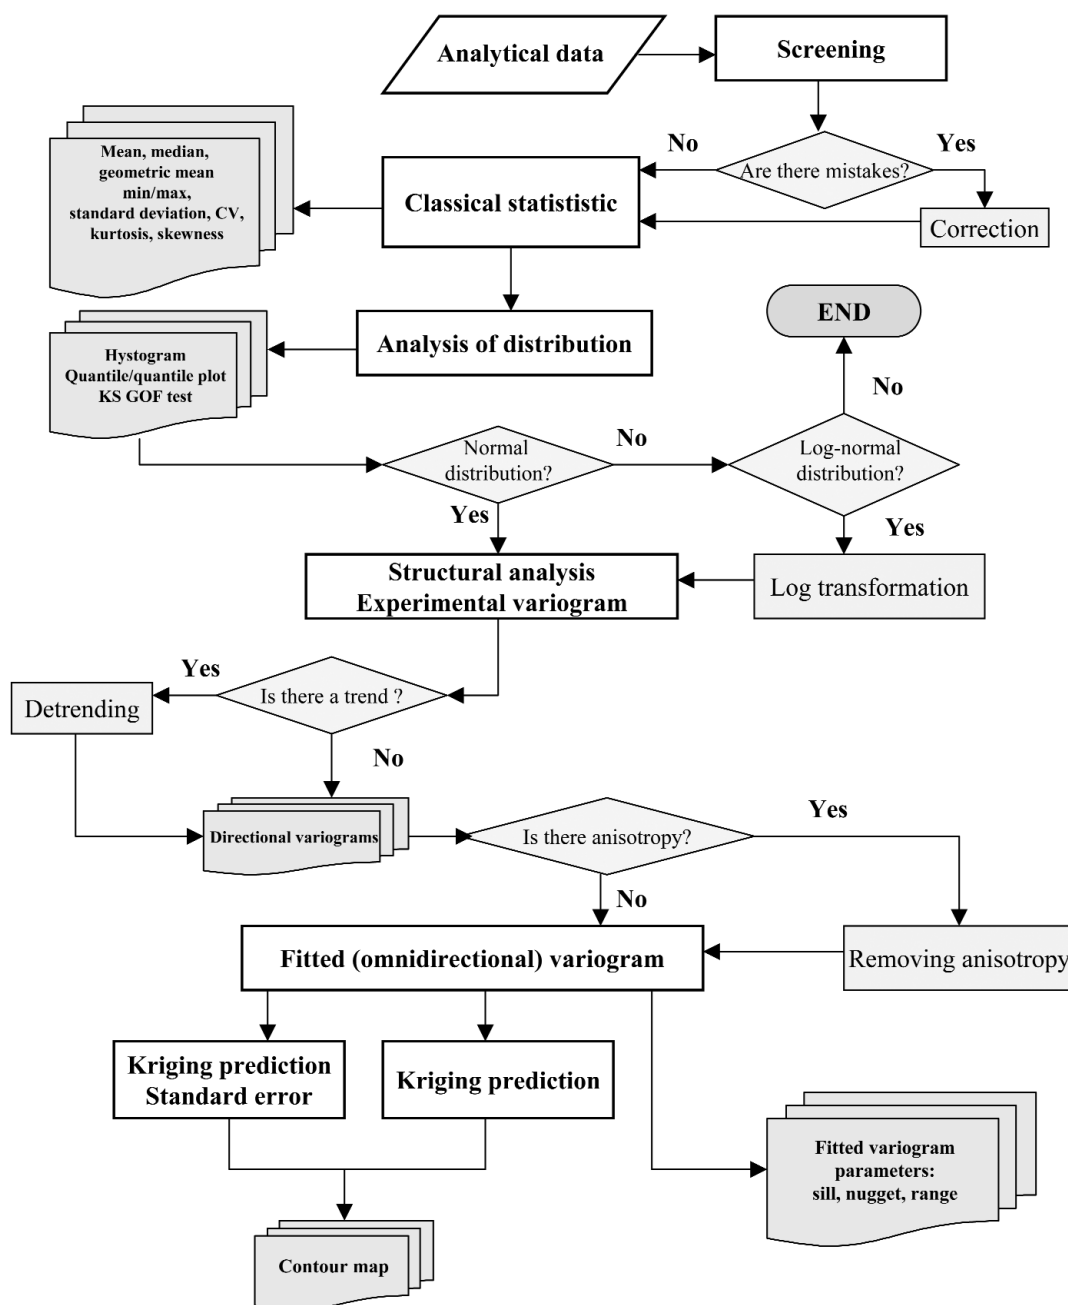 Analytical data
Screening
No
Yes
Are there mistakes?
Mean, median,
geometric mean
min/max,
standard deviation, CV,
kurtosis, skewness
Classical statististic
Correction
END
Analysis of distribution
Hystogram
Quantile/quantile plot
KS GOF test
No
Normal
distribution?
No
Log-normal
distribution?
Yes
Yes
Structural analysis
Experimental variogram
Log transformation
Yes
Is there a trend ?
Detrending
No
Directional variograms
Is there anisotropy?
Yes
No
Fitted (omnidirectional) variogram
Removing anisotropy
Kriging prediction
Standard error
Kriging prediction
Fitted variogram
parameters:
sill, nugget, range
Contour map